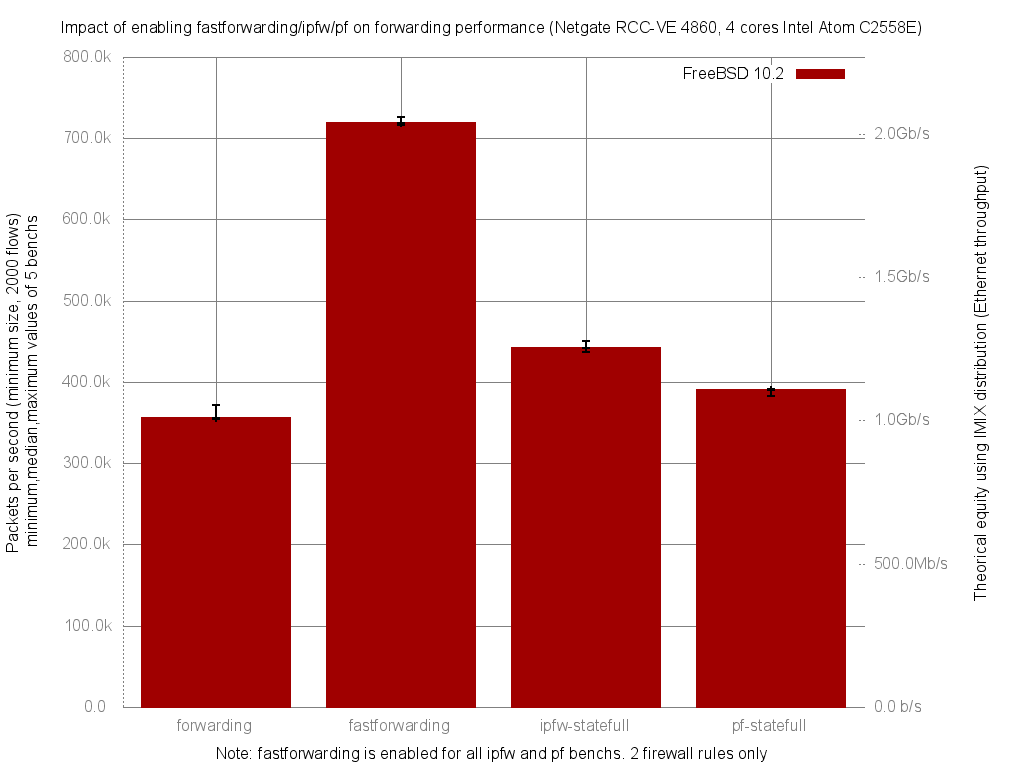 Impact of enabling fastforwarding/ipfw/pf on forwarding performance (Netgate RCC-VE 4860, 4 cores Intel Atom C2558E)
FreeBSD 10.2
Packets per second (minimum size, 2000 flows)
minimum,median,maximum values of 5 benchs
800.0k
700.0k
600.0k
500.0k
400.0k
300.0k
200.0k
100.0k
0.0
2.0Gb/s
1.5Gb/s
1.0Gb/s
500.0Mb/s
0.0 b/s
Theorical equity using IMIX distribution (Ethernet throughput)
forwarding
fastforwarding
ipfw-statefull
pf-statefull
Note: fastforwarding is enabled for all ipfw and pf benchs. 2 firewall rules only